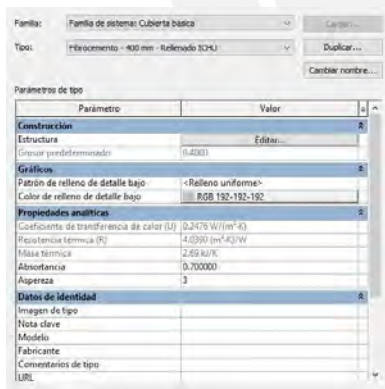 Familia: Familia de sistema: Cubierta básica Cargar...
Tipo: Fibrocemento - 400 mm - Rellenado ICHU Duplicar...
Cambiar nombre...
Parámetros de tipo
Parámetro Valor
Construcción
Estructura Editar...
Grosor predeterminado 0.4000
Gráficos
Patrón de relleno de detalle bajo <Relleno uniforme>
Color de relleno de detalle bajo RGB 192-192-192
Propiedades analíticas
Coeficiente de transferencia de calor (U) 0.2476 W/(m²·K)
Resistencia térmica (R) 4.0390 (m²·K)/W
Masa térmica 2.69 kJ/K
Absortancia 0.700000
Aspereza 3
Datos de identidad
Imagen de tipo
Nota clave
Modelo
Fabricante
Comentarios de tipo
URL